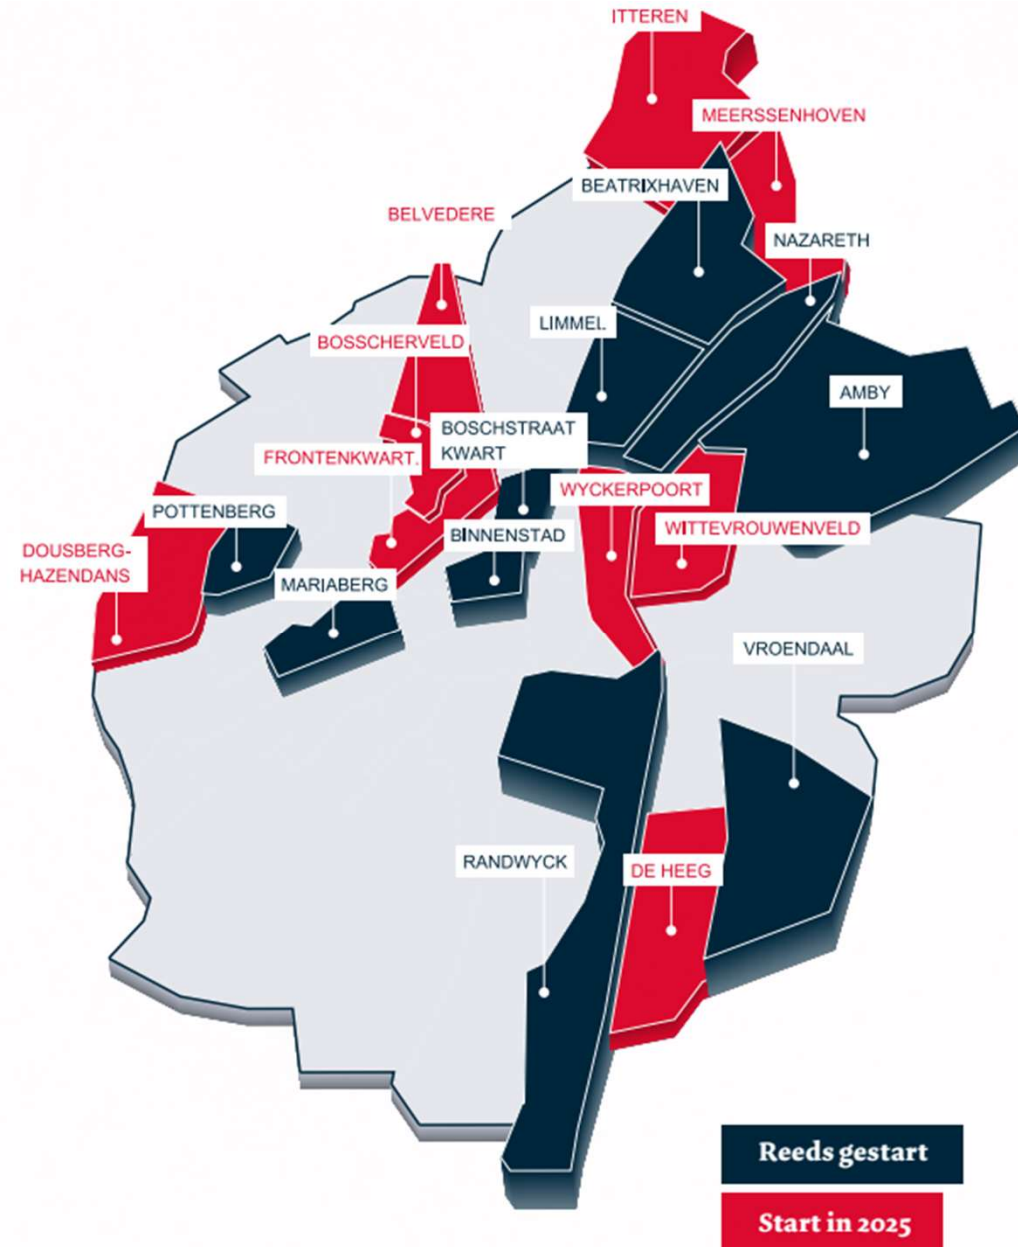 ITTEREN
MEERSSENHOVEN
BEATRIXHAVEN
BELVEDERE
NAZARETH
LIMMEL
BOSSCHERVELD
AMBY
BOSCHSTRAAT
KWART
FRONTENKWART.
WYCKERPOORT
POTTENBERG
WITTEVROUWENVELD
BINNENSTAD
DOUSBERG-
HAZENDANS
MARIABERG
VROENDAAL
RANDWYCK
DE HEEG
Reeds gestart
Start in 2025